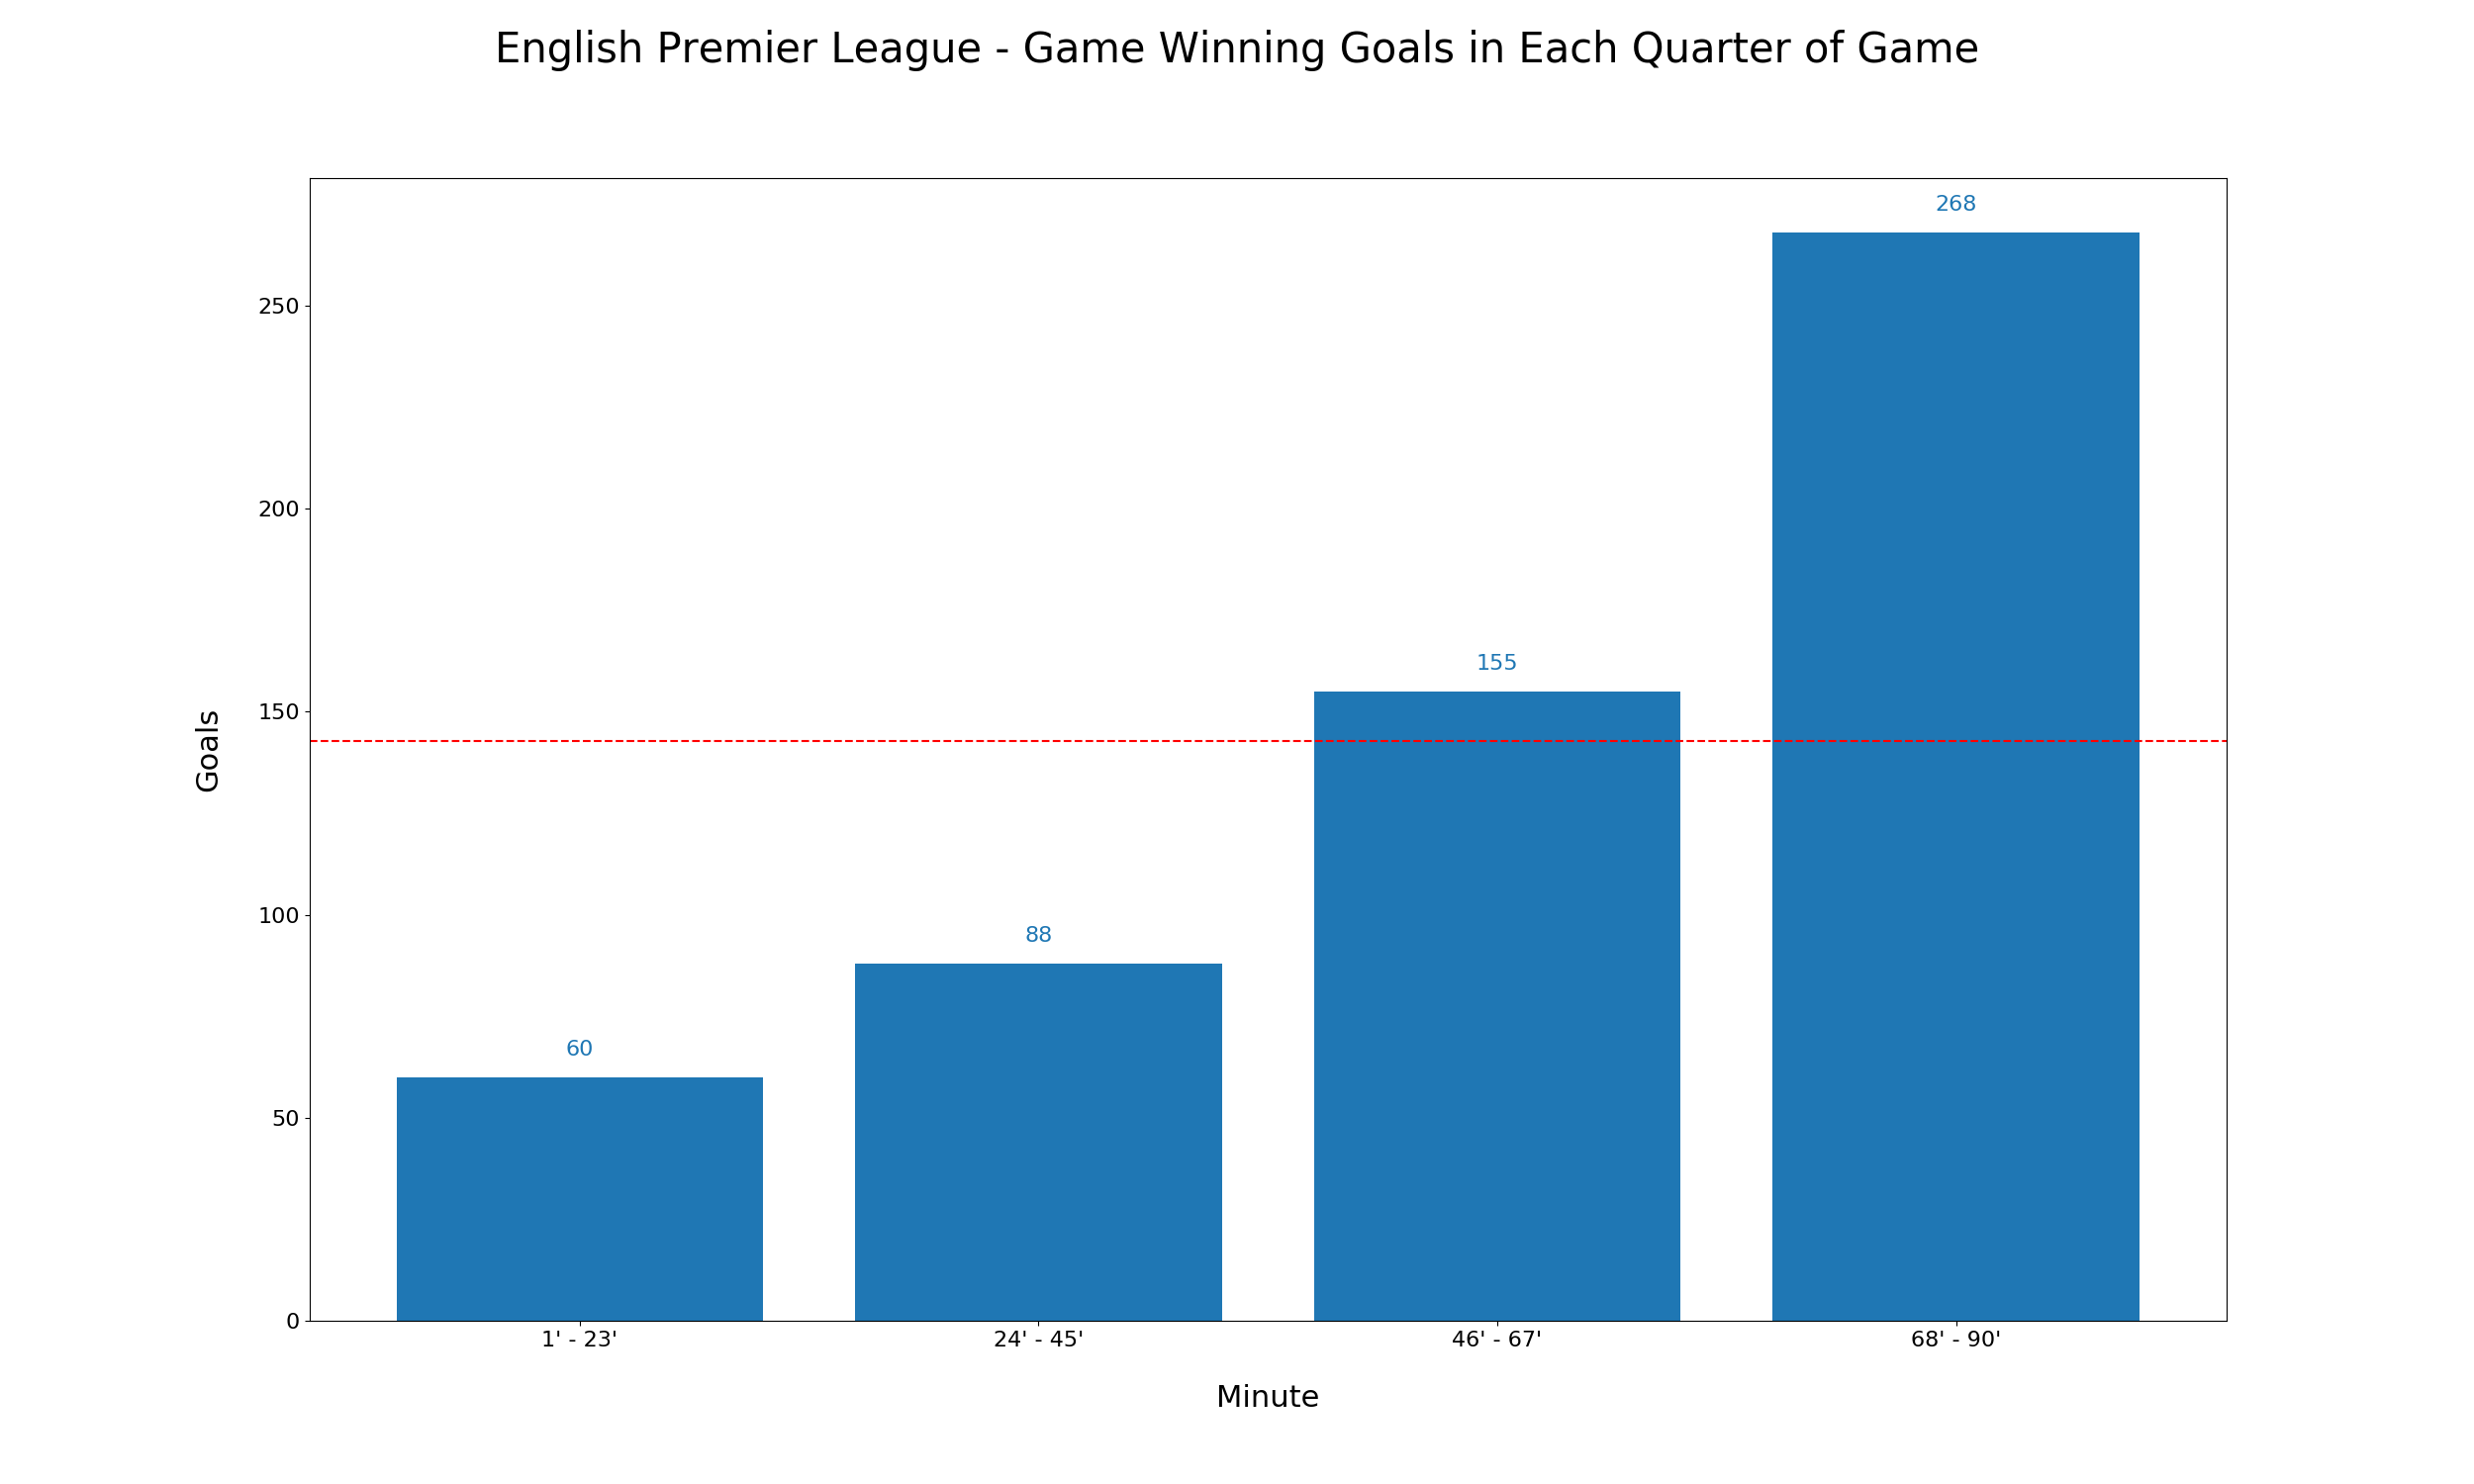 English Premier League - Game Winning Goals in Each Quarter of Game
268
250
200
155
150
Goals
100
88
60
50
0
1' - 23'
24' - 45'
46' - 67'
68' - 90'
Minute